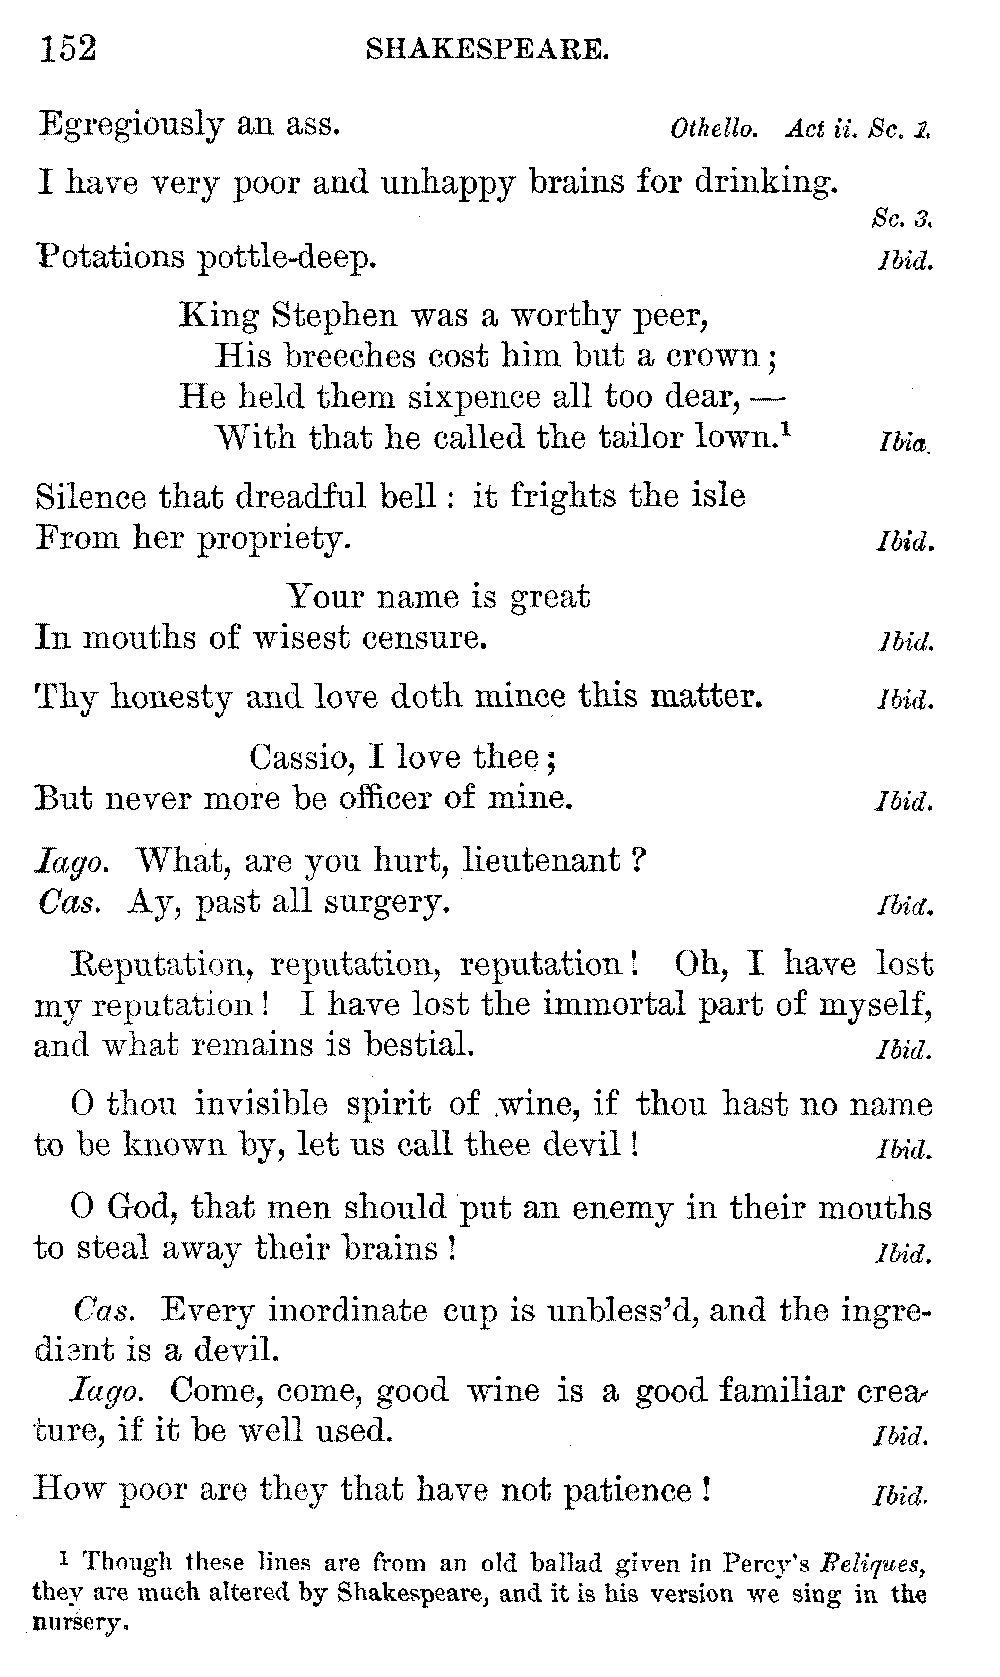 152 SHAKESPEARE.
Egregiously an ass. Othello. Act ii. Sc. 1.
I have very poor and unhappy brains for drinking.
Sc. 3.
Potations pottle-deep. Ibid.
King Stephen was a worthy peer,
His breeches cost him but a crown;
He held them sixpence all too dear, —
With that he called the tailor lown.¹ Ibid.
Silence that dreadful bell : it frights the isle
From her propriety. Ibid.
Your name is great
In mouths of wisest censure. Ibid.
Thy honesty and love doth mince this matter. Ibid.
Cassio, I love thee;
But never more be officer of mine. Ibid.
Iago. What, are you hurt, lieutenant ?
Cas. Ay, past all surgery. Ibid.
Reputation, reputation, reputation! Oh, I have lost
my reputation! I have lost the immortal part of myself,
and what remains is bestial. Ibid.
O thou invisible spirit of wine, if thou hast no name
to be known by, let us call thee devil! Ibid.
O God, that men should put an enemy in their mouths
to steal away their brains ! Ibid.
Cas. Every inordinate cup is unbless'd, and the ingre-
dient is a devil.
Iago. Come, come, good wine is a good familiar crea-
ture, if it be well used. Ibid.
How poor are they that have not patience ! Ibid.
¹ Though these lines are from an old ballad given in Percy's Reliques,
they are much altered by Shakespeare, and it is his version we sing in the
nursery.